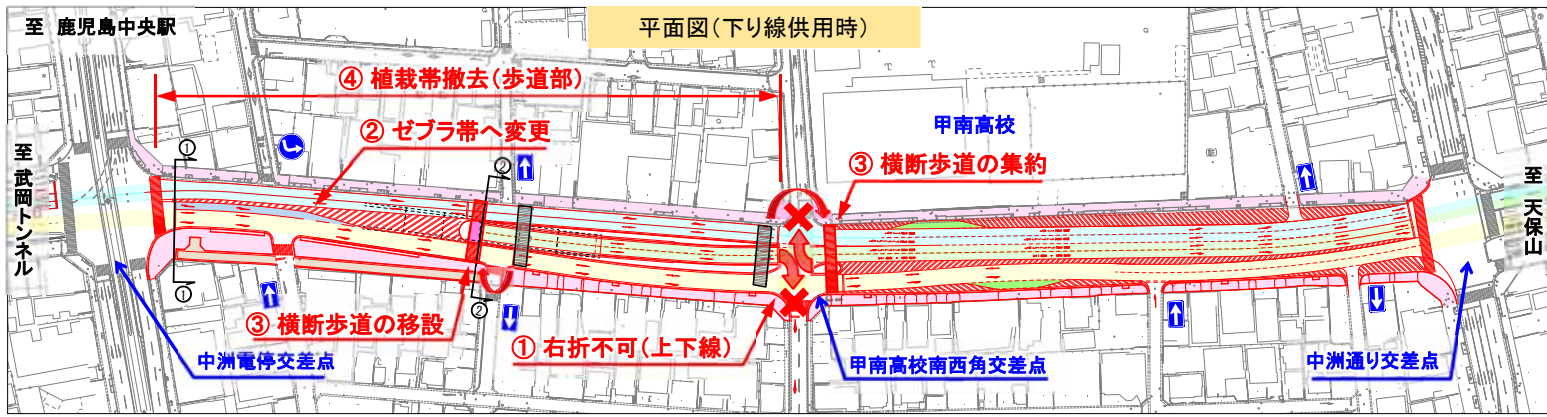 至 鹿児島中央駅
平面図(下り線供用時)
④ 植栽帯撤去(歩道部)
② ゼブラ帯へ変更
甲南高校
③ 横断歩道の集約
①
②
至 武岡トンネル
至 天保山
①
②
③ 横断歩道の移設
① 右折不可(上下線)
中洲電停交差点
甲南高校南西角交差点
中洲通り交差点